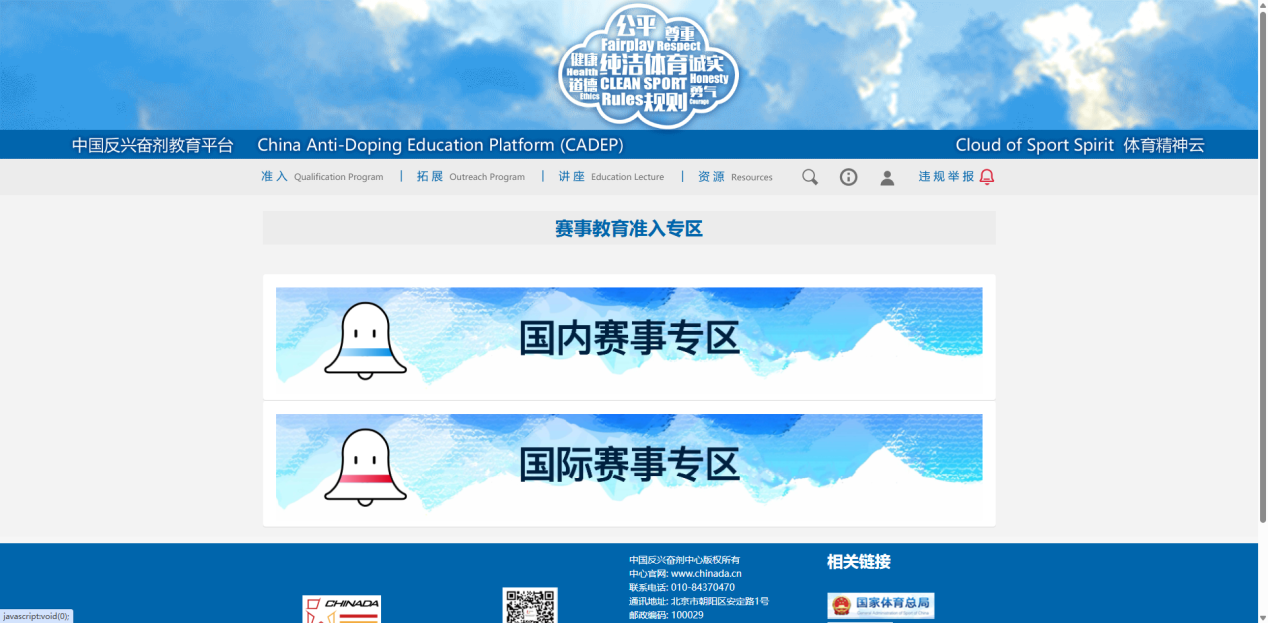 公平 尊重
Fairplay Respect
健康 纯洁体育 诚实
Health CLEAN SPORT Honesty
道德 勇气
Ethics Rules 规则 Courage
中国反兴奋剂教育平台 China Anti-Doping Education Platform (CADEP) Cloud of Sport Spirit 体育精神云
准入 Qualification Program | 拓展 Outreach Program | 讲座 Education Lecture | 资源 Resources 违规举报
赛事教育准入专区
国内赛事专区
国际赛事专区
中国反兴奋剂中心版权所有
中心官网: www.chinada.cn
联系电话: 010-84370470
通讯地址: 北京市朝阳区安定路1号
邮政编码: 100029
相关链接
CHINADA
国家体育总局
javascript:void(0);